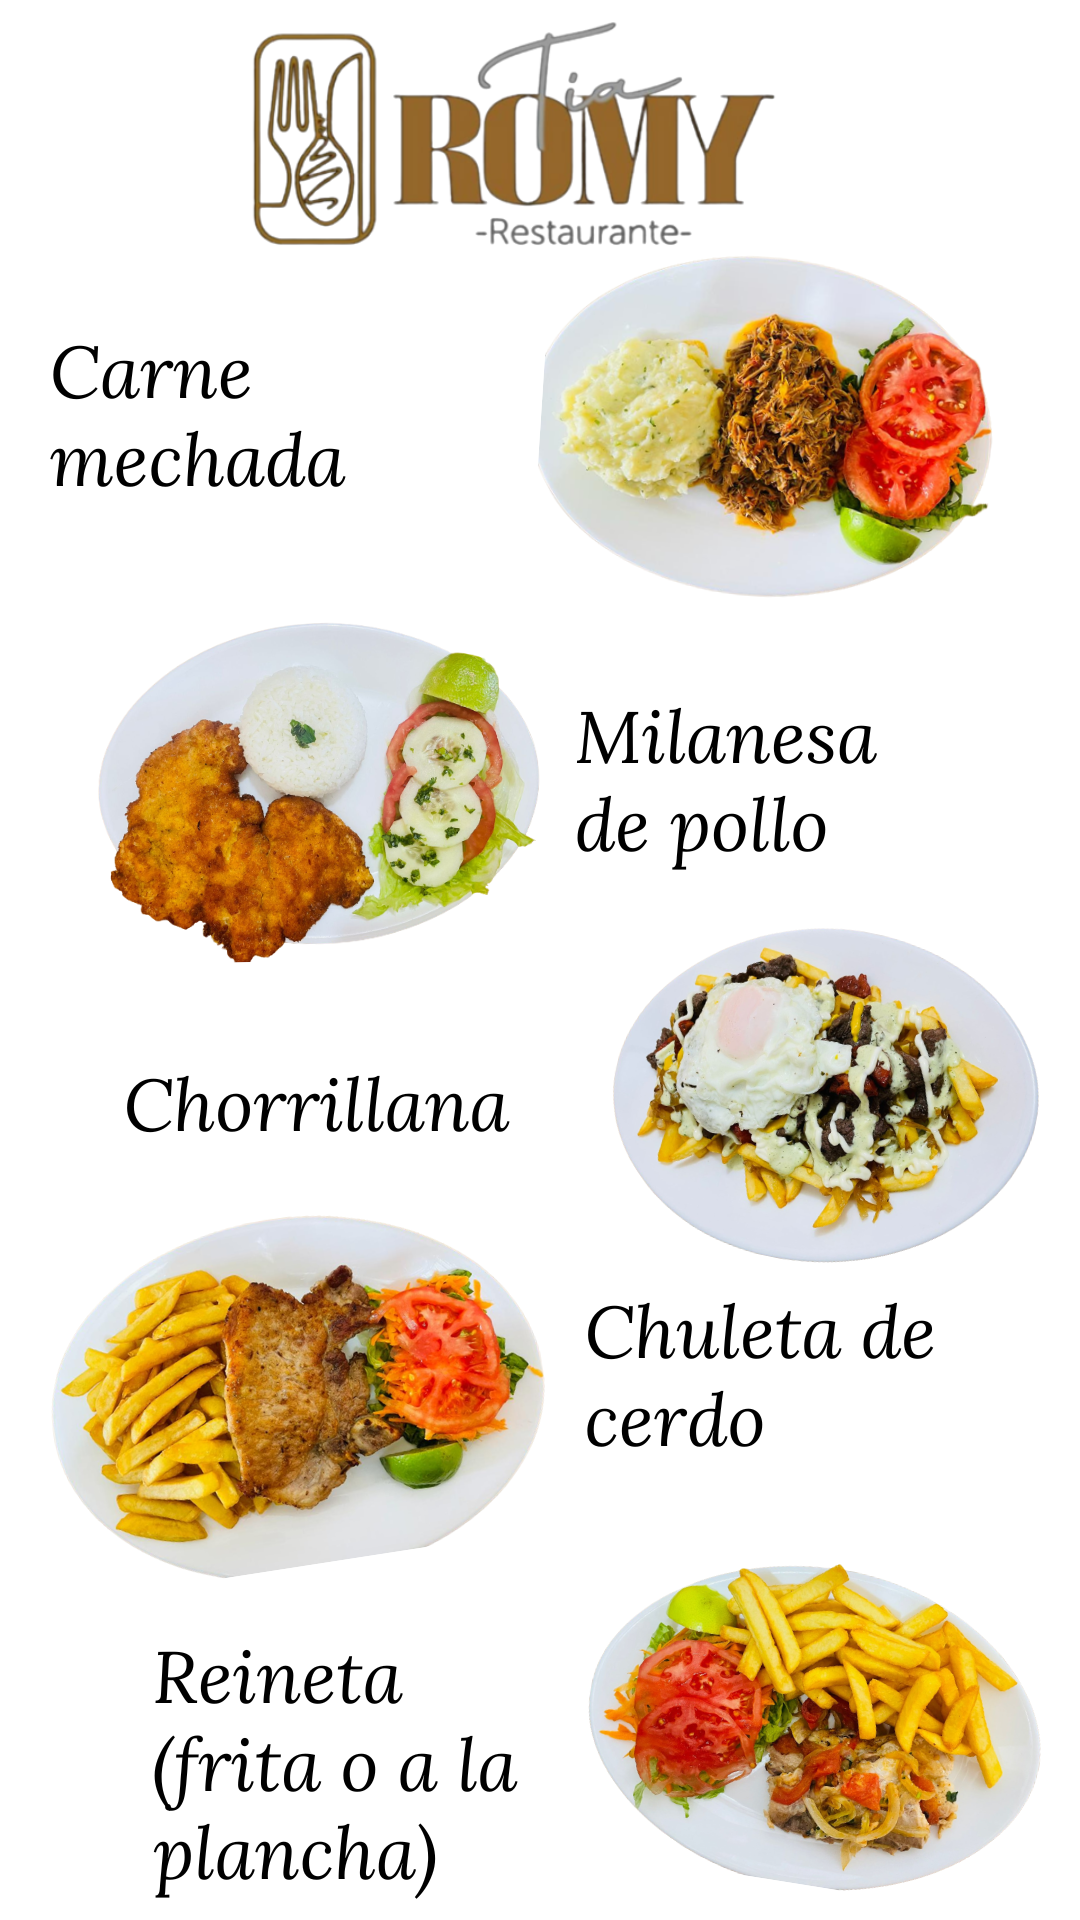 Tia
ROMY
-Restaurante-
Carne
mechada
Milanesa
de pollo
Chorrillana
Chuleta de
cerdo
Reineta
(frita o a la
plancha)